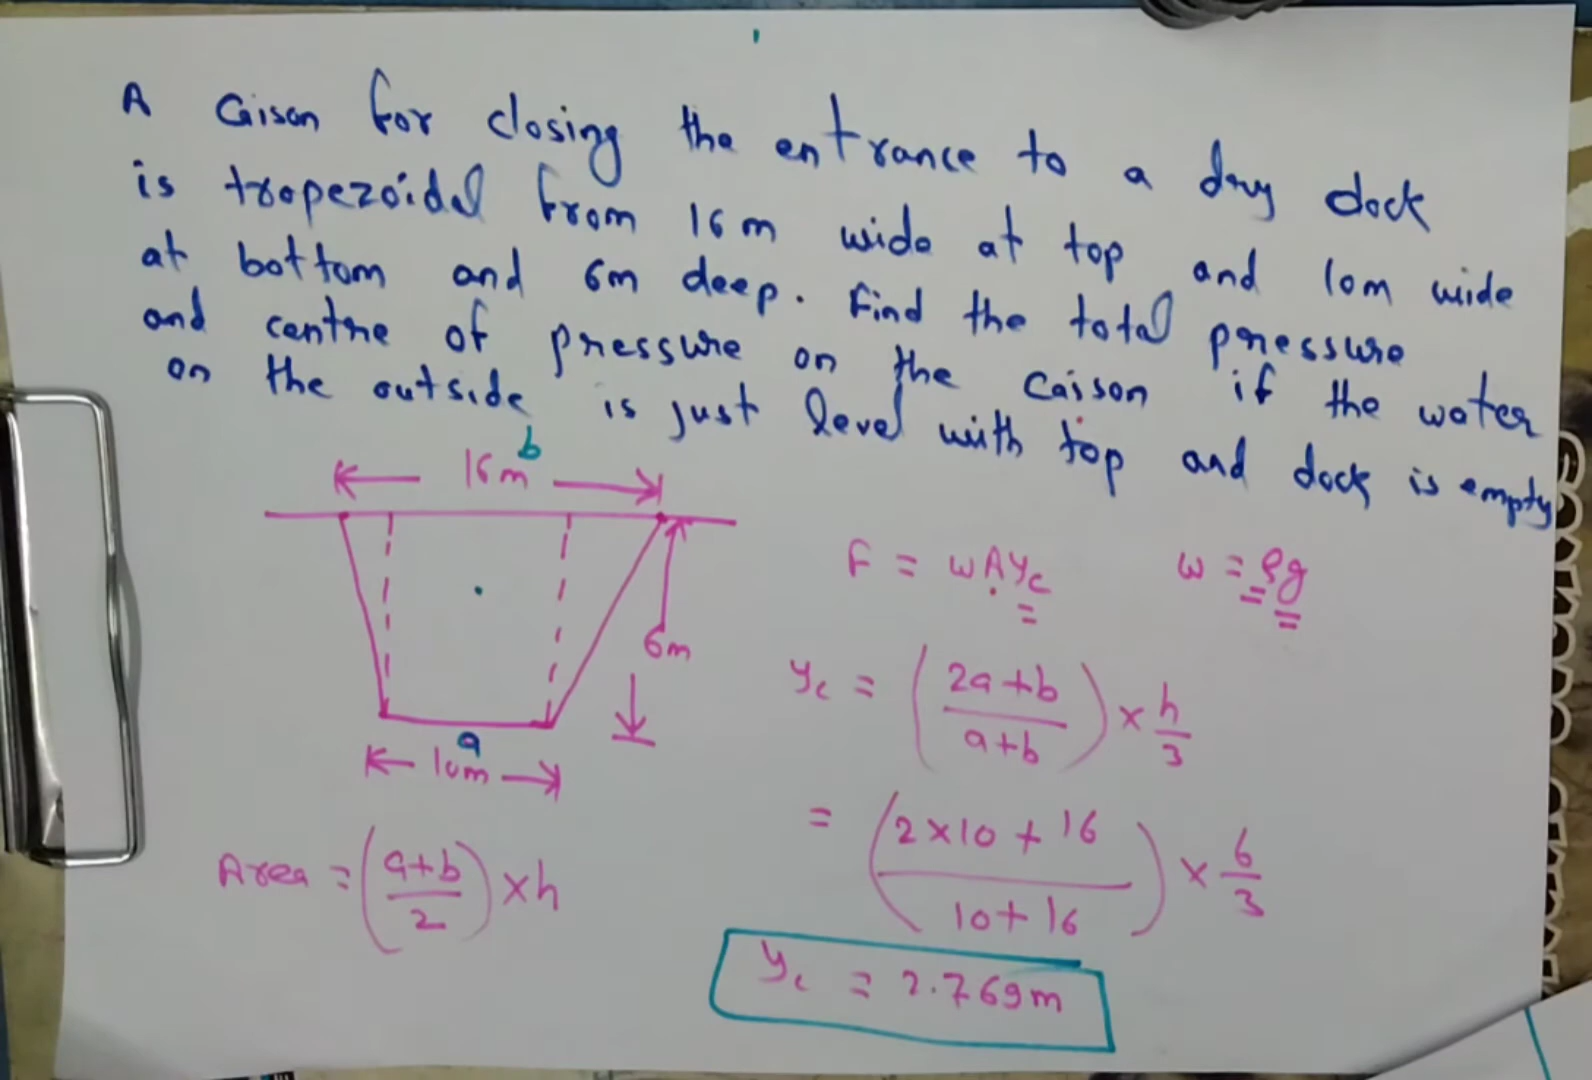 A Caison for closing the entrance to a dry dock
is tropezoidal from 16m wide at top and 10m wide
at bottom and 6m deep. Find the total pressure
and centre of pressure on the Caison if the water
on the outside is just level with top and dock is empty
16m b
6m
a
10m
Area = (a+b/2) × h
F = wAyc w = ρg
yc = (2a+b/a+b) × h/3
= (2×10+16/10+16) × 6/3
yc = 2.769m